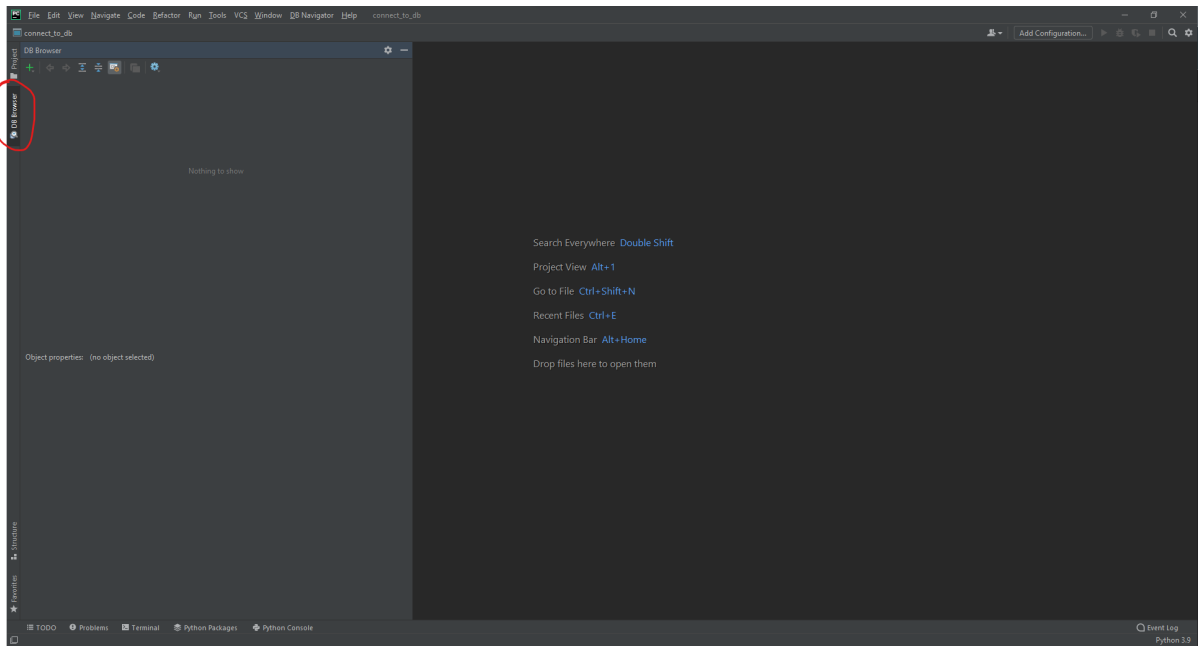 PC File Edit View Navigate Code Refactor Run Tools VCS Window DB Navigator Help connect_to_db
connect_to_db
Add Configuration...
Project
DB Browser
DB Browser
Nothing to show
Search Everywhere Double Shift
Project View Alt+1
Go to File Ctrl+Shift+N
Recent Files Ctrl+E
Navigation Bar Alt+Home
Drop files here to open them
Object properties: (no object selected)
Structure
Favorites
TODO Problems Terminal Python Packages Python Console Event Log
Python 3.9